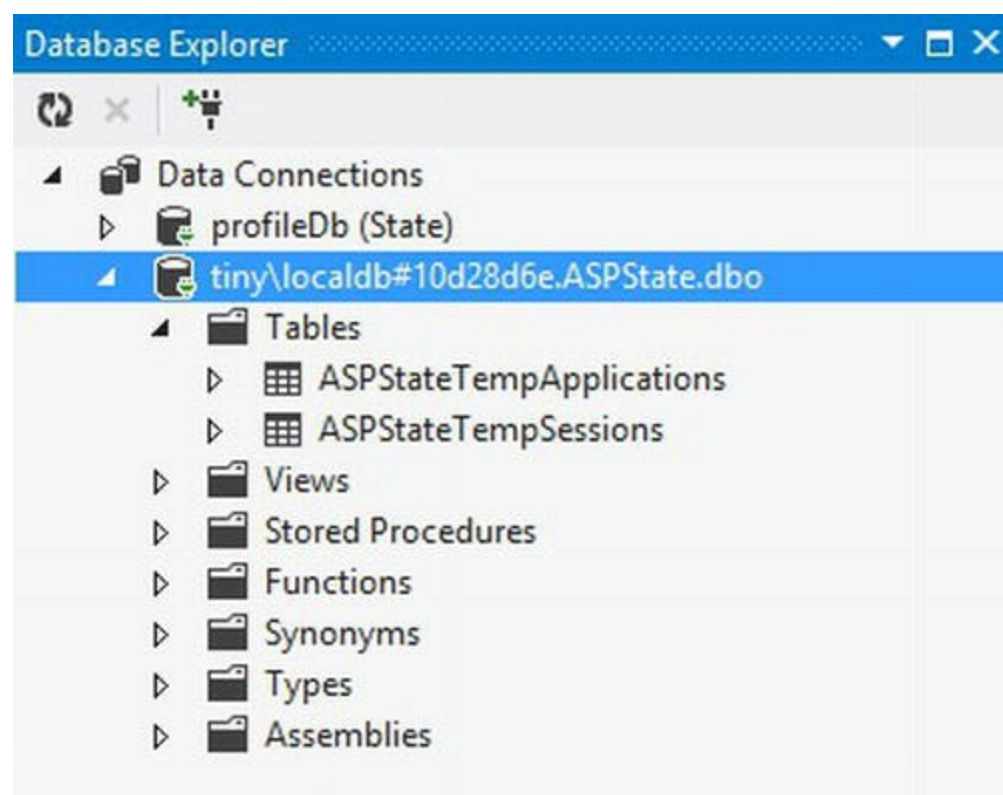 Database Explorer
Data Connections
profileDb (State)
tiny\localdb#10d28d6e.ASPState.dbo
Tables
ASPStateTempApplications
ASPStateTempSessions
Views
Stored Procedures
Functions
Synonyms
Types
Assemblies